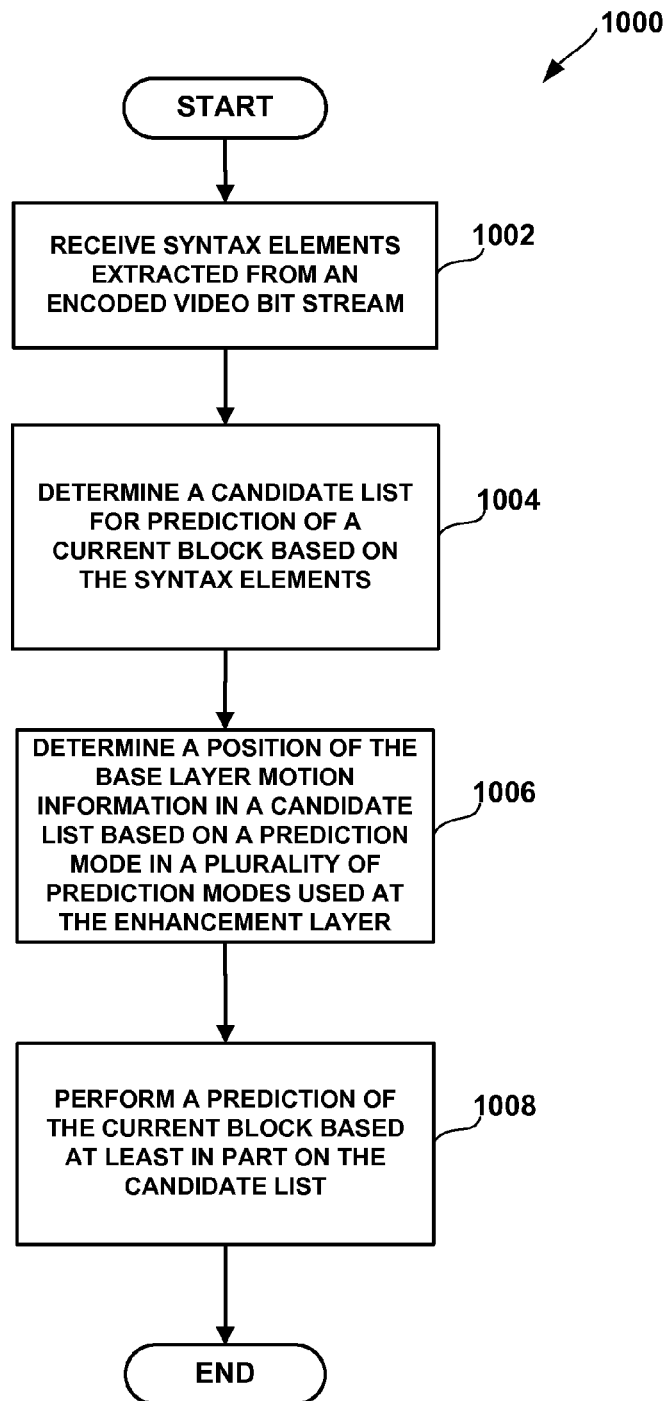 1000
START
RECEIVE SYNTAX ELEMENTS
EXTRACTED FROM AN
ENCODED VIDEO BIT STREAM
1002
DETERMINE A CANDIDATE LIST
FOR PREDICTION OF A
CURRENT BLOCK BASED ON
THE SYNTAX ELEMENTS
1004
DETERMINE A POSITION OF THE
BASE LAYER MOTION
INFORMATION IN A CANDIDATE
LIST BASED ON A PREDICTION
MODE IN A PLURALITY OF
PREDICTION MODES USED AT
THE ENHANCEMENT LAYER
1006
PERFORM A PREDICTION OF
THE CURRENT BLOCK BASED
AT LEAST IN PART ON THE
CANDIDATE LIST
1008
END